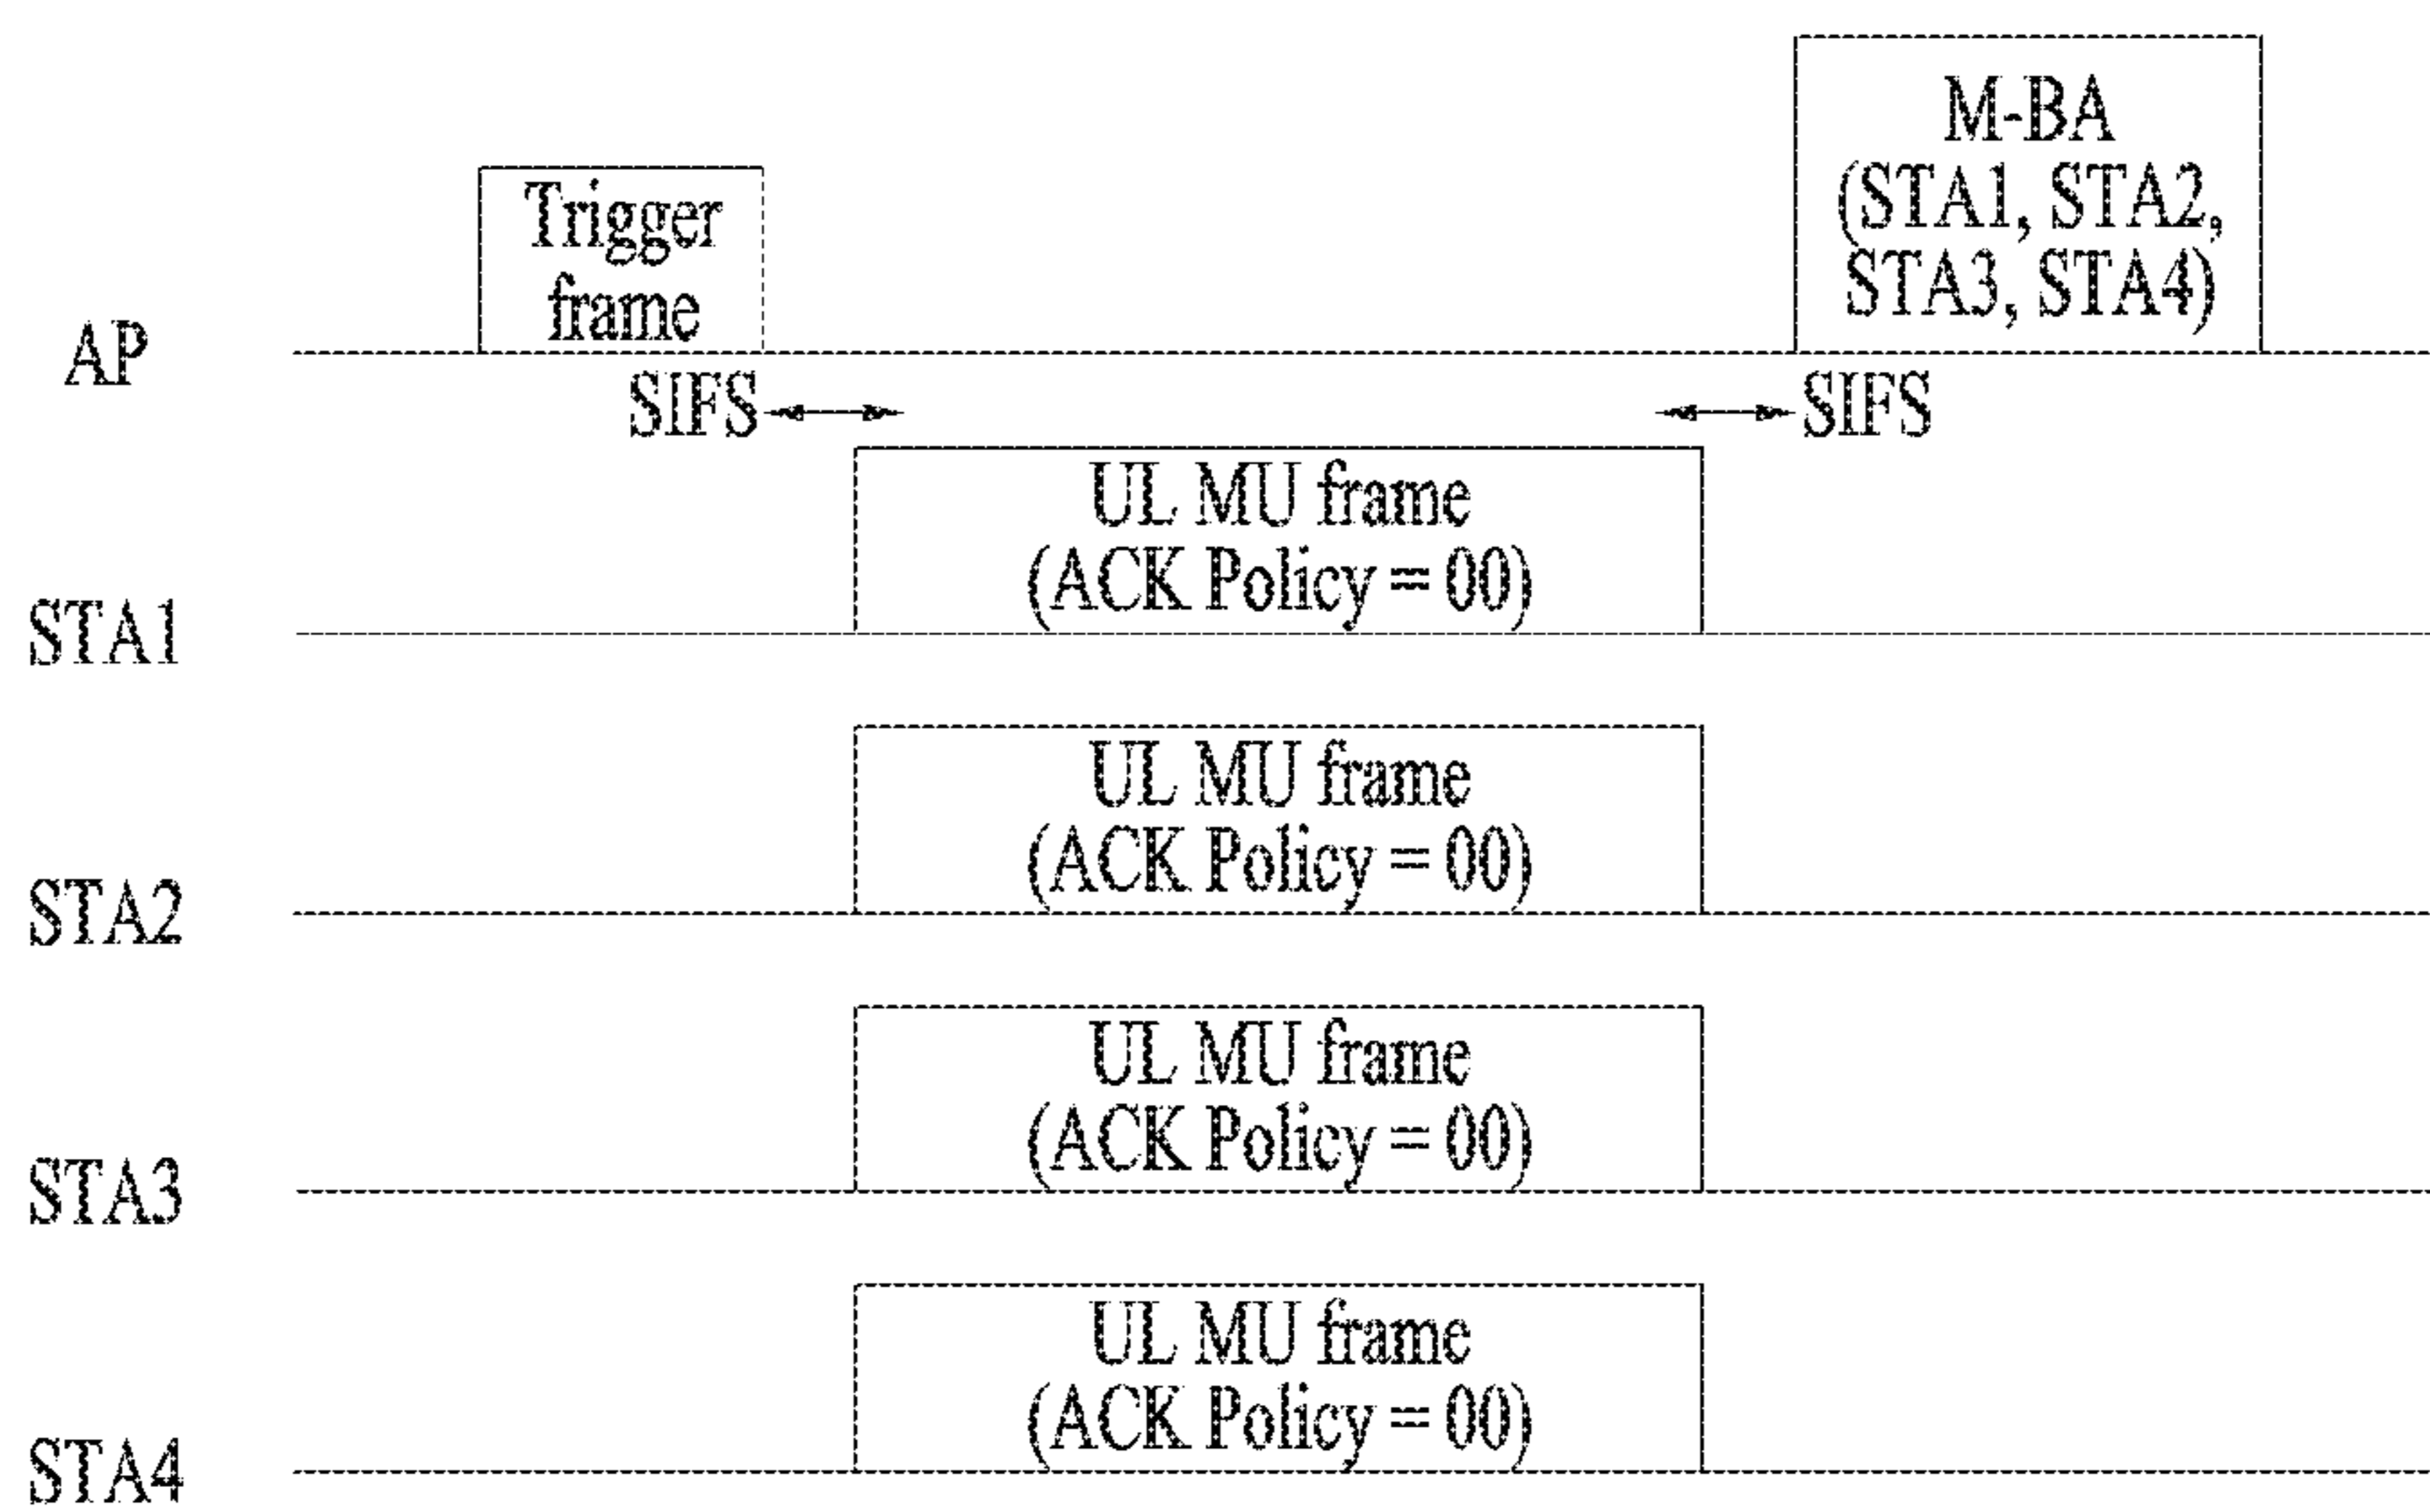 M-BA
(STA1, STA2,
STA3, STA4)
Trigger
frame
AP
SIFS
SIFS
UL MU frame
(ACK Policy = 00)
STA1
UL MU frame
(ACK Policy = 00)
STA2
UL MU frame
(ACK Policy = 00)
STA3
UL MU frame
(ACK Policy = 00)
STA4